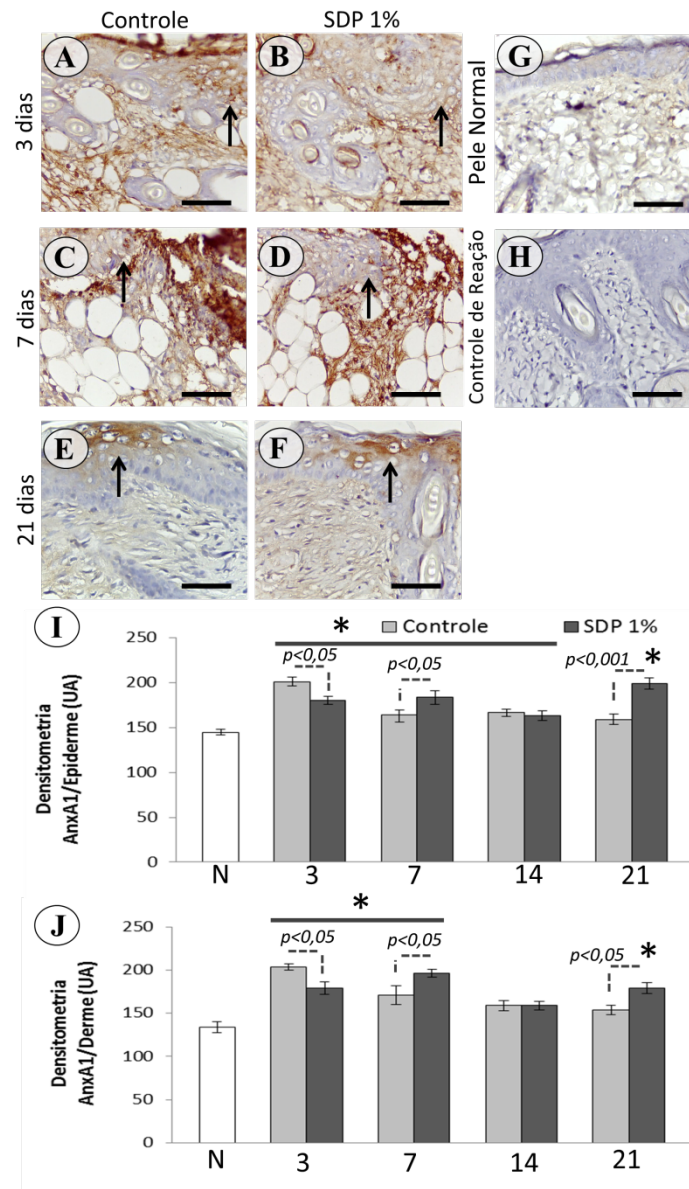 Controle SDP 1%
3 dias
A
B
Pele Normal
G
7 dias
C
D
Controle de Reação
H
21 dias
E
F
I
* Controle SDP 1%
250
200
150
100
50
0
Densitometria
AnxA1/Epiderme (UA)
p<0,05
p<0,05
p<0,001 *
N 3 7 14 21
J
*
250
200
150
100
50
0
Densitometria
AnxA1/Derme (UA)
p<0,05
p<0,05
p<0,05 *
N 3 7 14 21